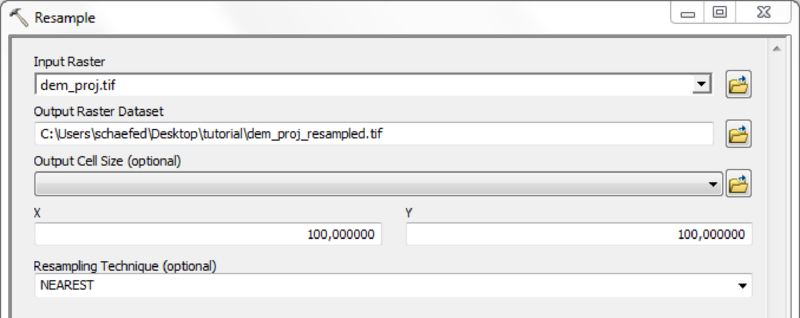 Resample
Input Raster
dem_proj.tif
Output Raster Dataset
C:\Users\schaefed\Desktop\tutorial\dem_proj_resampled.tif
Output Cell Size (optional)
X Y
100,000000 100,000000
Resampling Technique (optional)
NEAREST